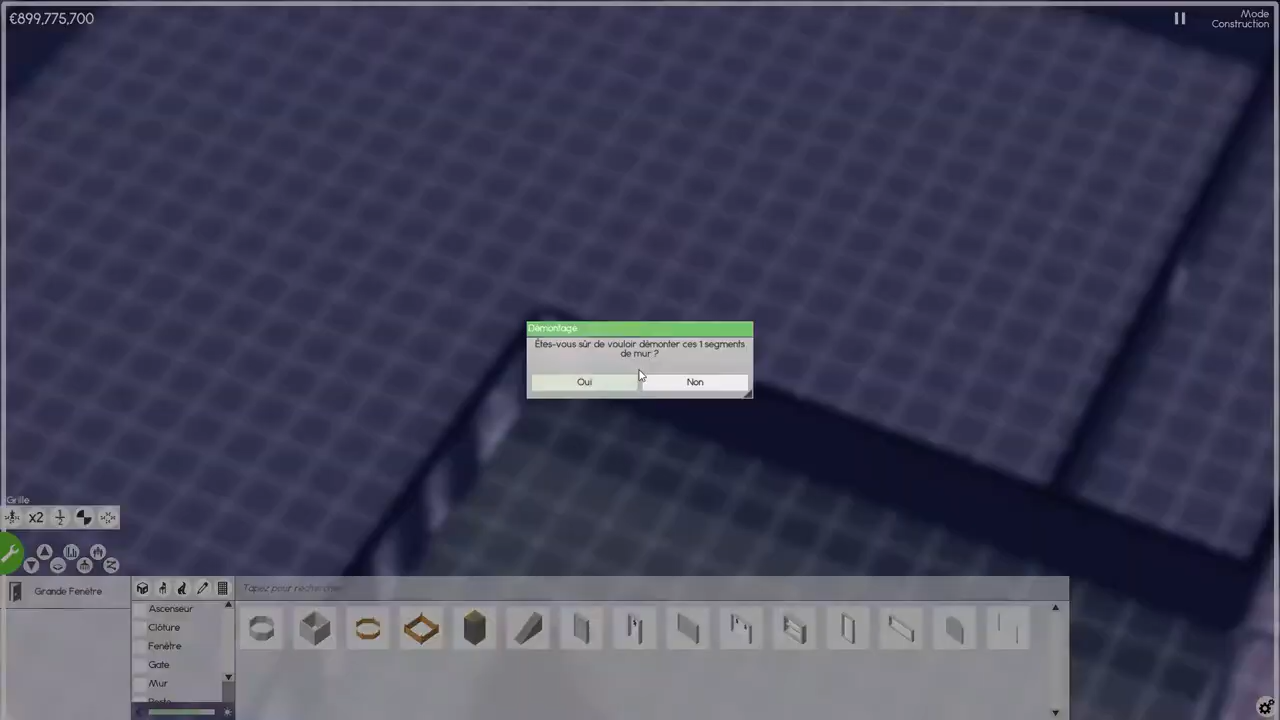 €899,775,700
Mode
Construction
Démontage
Êtes-vous sûr de vouloir démonter ces 1 segments
de mur ?
Oui
Non
Grille
x2
Grande Fenêtre
Tapez pour rechercher
Ascenseur
Clôture
Fenêtre
Gate
Mur